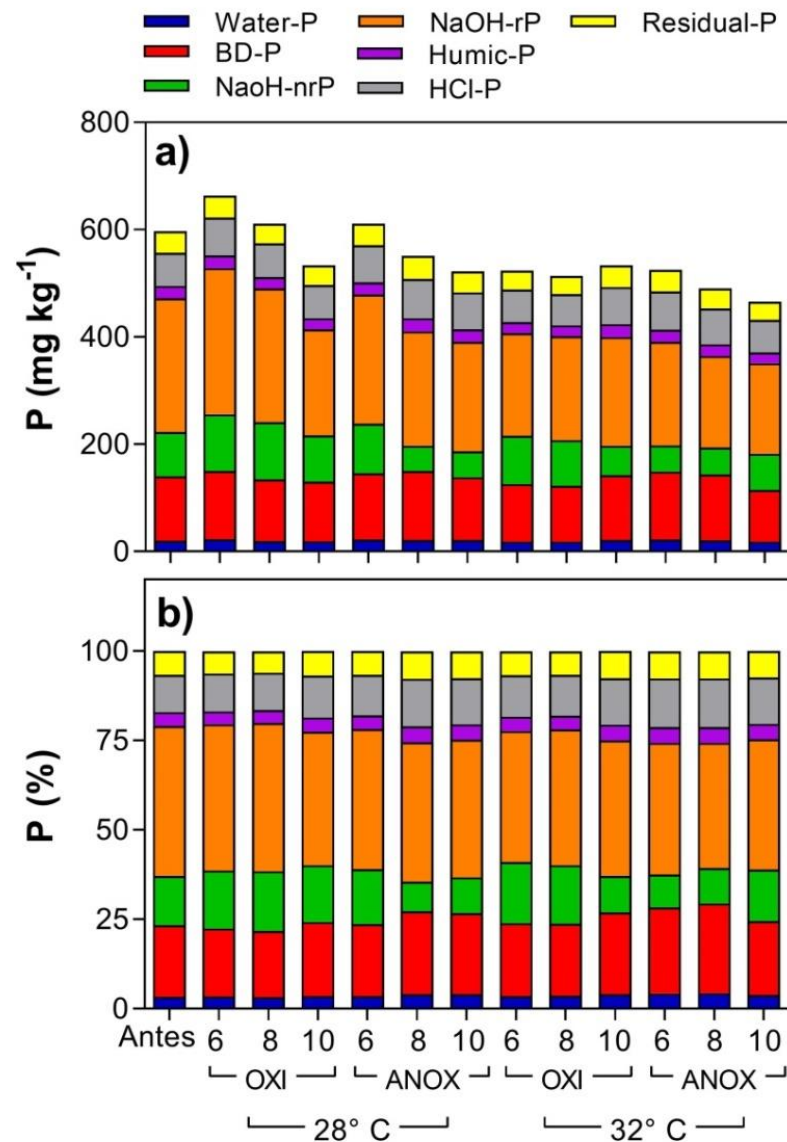 Water-P NaOH-rP Residual-P
BD-P Humic-P
NaoH-nrP HCl-P
800
a)
600
400
200
0
P (mg kg⁻¹)
b)
100
75
50
25
0
P (%)
Antes 6 8 10 6 8 10 6 8 10 6 8 10
OXI ANOX OXI ANOX
28° C 32° C